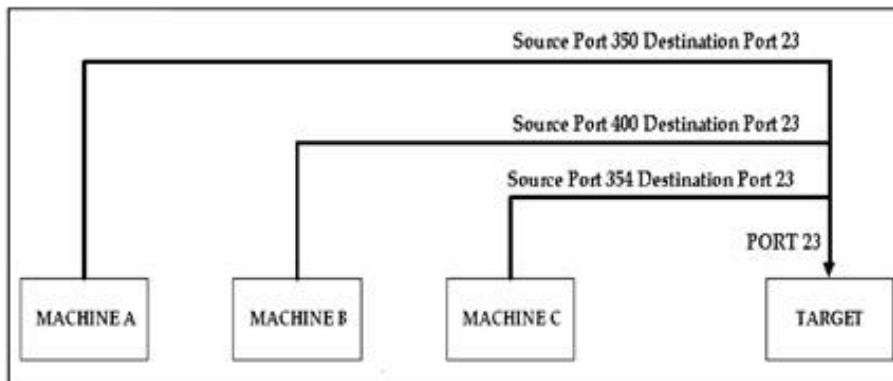 Source Port 350 Destination Port 23
Source Port 400 Destination Port 23
Source Port 354 Destination Port 23
PORT 23
MACHINE A
MACHINE B
MACHINE C
TARGET